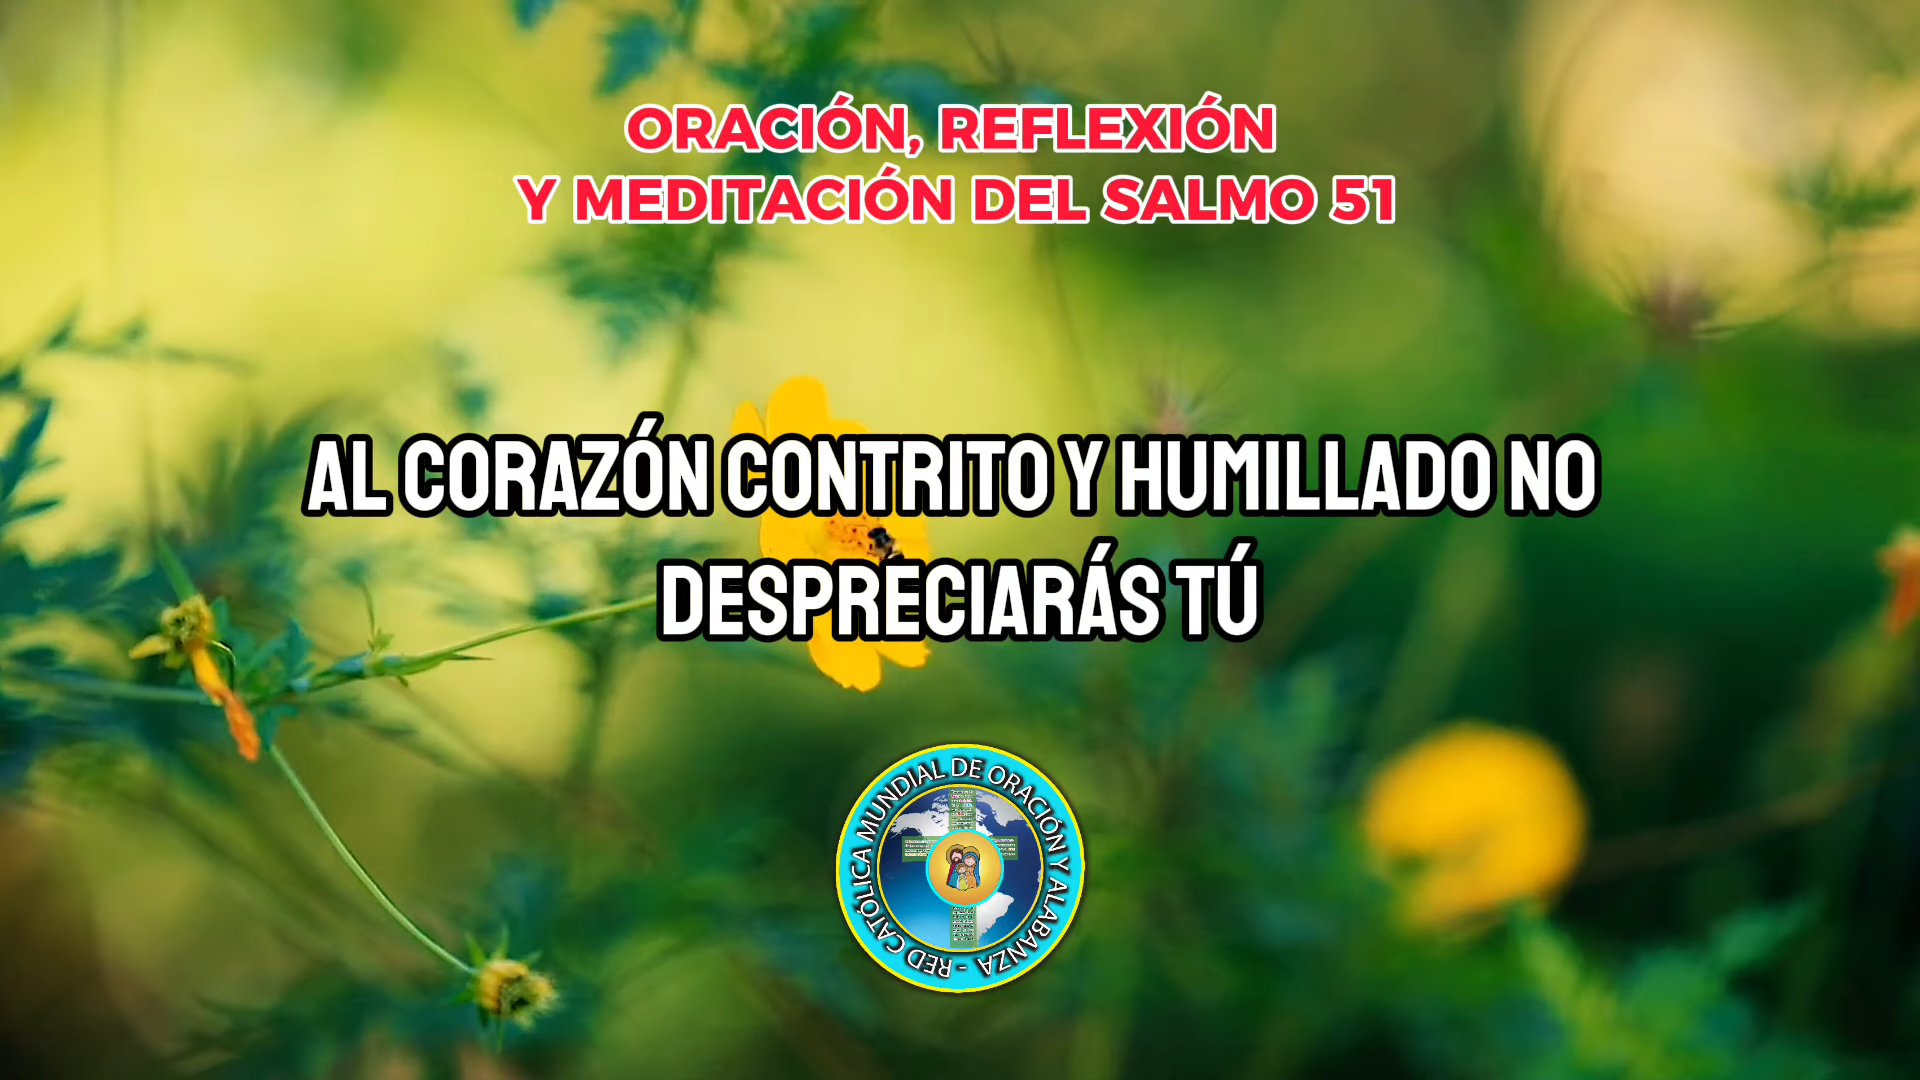 ORACIÓN, REFLEXIÓN
Y MEDITACIÓN DEL SALMO 51
AL CORAZÓN CONTRITO Y HUMILLADO NO
DESPRECIARÁS TÚ
RED CATÓLICA MUNDIAL DE ORACIÓN Y ALABANZA -